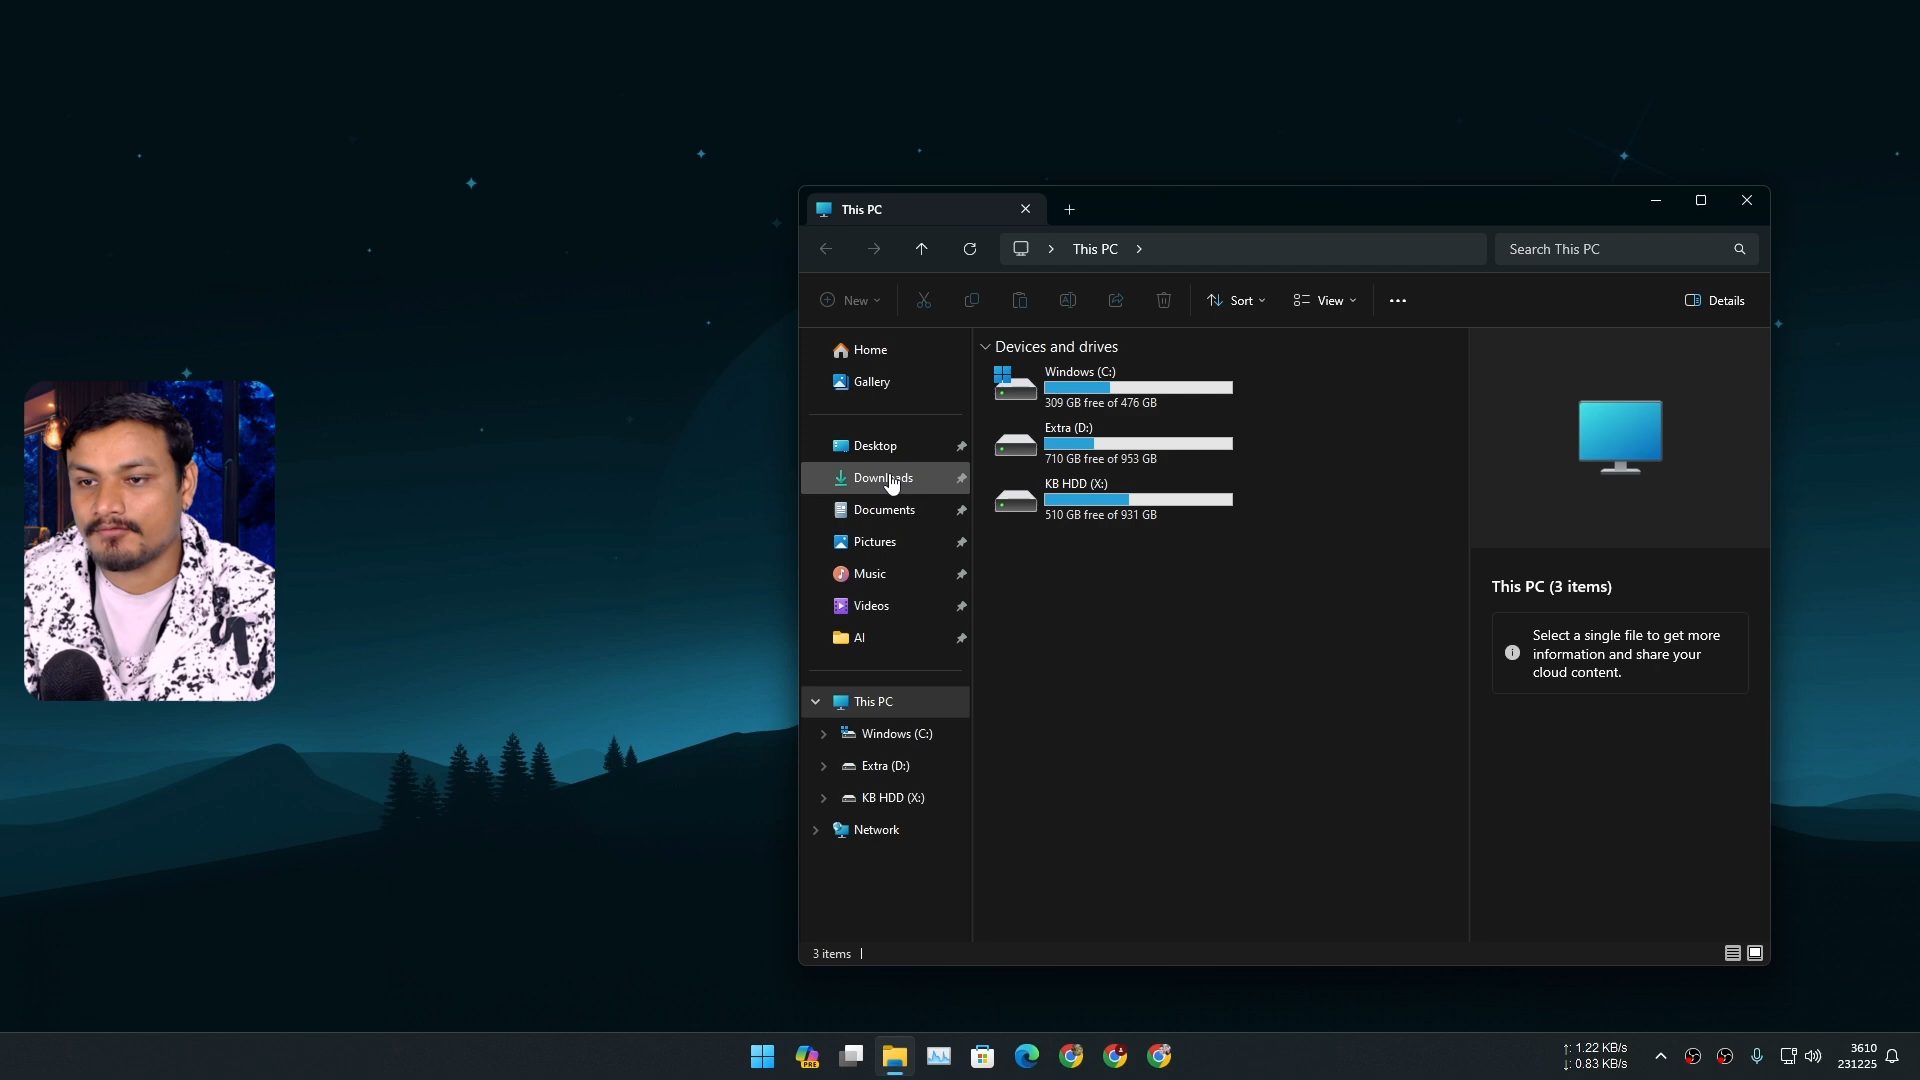 This PC
This PC
Search This PC
New
Sort
View
Details
Home
Gallery
Desktop
Downloads
Documents
Pictures
Music
Videos
AI
This PC
Windows (C:)
Extra (D:)
KB HDD (X:)
Network
Devices and drives
Windows (C:)
309 GB free of 476 GB
Extra (D:)
710 GB free of 953 GB
KB HDD (X:)
510 GB free of 931 GB
This PC (3 items)
Select a single file to get more
information and share your
cloud content.
3 items
PRE
↑: 1.22 KB/s
↓: 0.83 KB/s
3610
231225